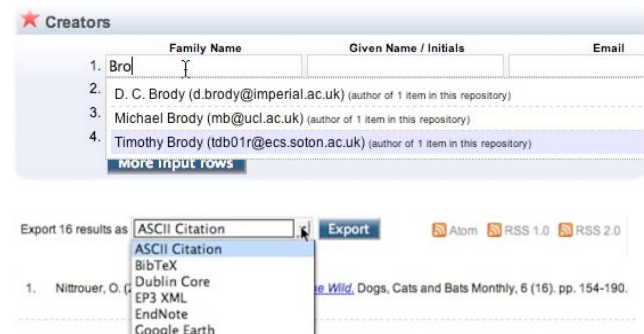 Creators
Family Name Given Name / Initials Email
1. Bro
2. D. C. Brody (d.brody@imperial.ac.uk) (author of 1 item in this repository)
3. Michael Brody (mb@ucl.ac.uk) (author of 1 item in this repository)
4. Timothy Brody (tdb01r@ecs.soton.ac.uk) (author of 1 item in this repository)
More input rows
Export 16 results as ASCII Citation Export Atom RSS 1.0 RSS 2.0
ASCII Citation
BibTeX
Dublin Core
1. Nittrouer, O. (2 e Wild. Dogs, Cats and Bats Monthly, 6 (16). pp. 154-190.
EP3 XML
EndNote
Google Earth